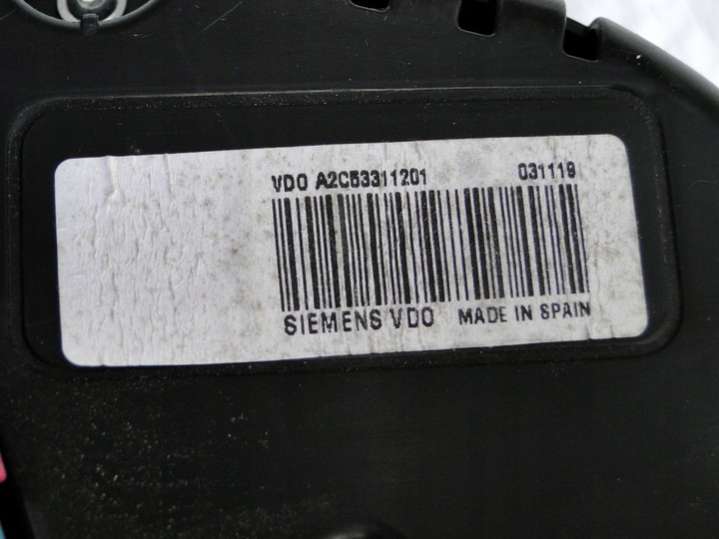 VDO A2C53311201 031119
SIEMENS VDO MADE IN SPAIN